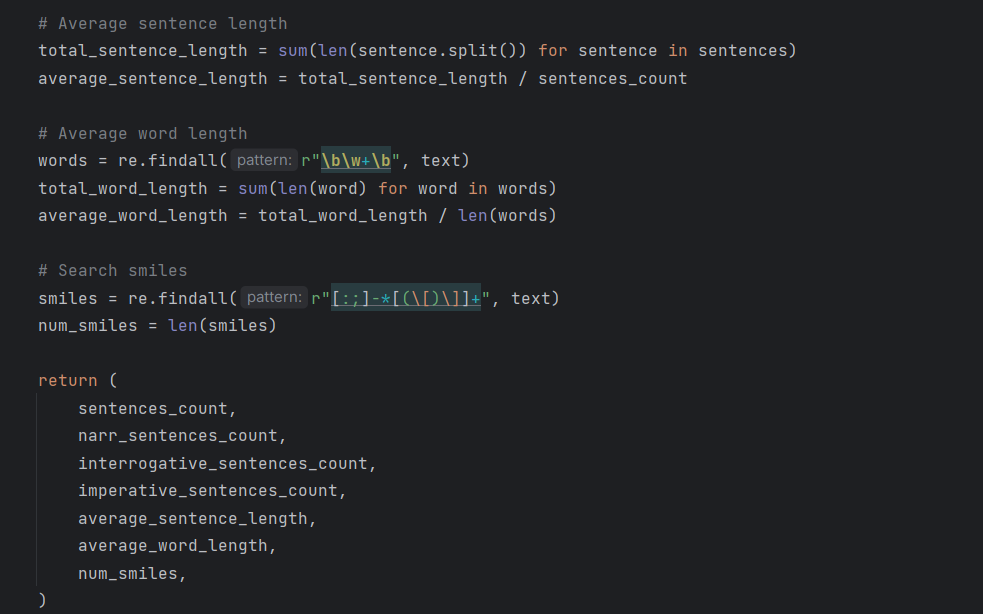 # Average sentence length
total_sentence_length = sum(len(sentence.split()) for sentence in sentences)
average_sentence_length = total_sentence_length / sentences_count
# Average word length
words = re.findall( pattern: r"\b\w+\b", text)
total_word_length = sum(len(word) for word in words)
average_word_length = total_word_length / len(words)
# Search smiles
smiles = re.findall( pattern: r"[:;]-*[(\[)\]]+", text)
num_smiles = len(smiles)
return (
    sentences_count,
    narr_sentences_count,
    interrogative_sentences_count,
    imperative_sentences_count,
    average_sentence_length,
    average_word_length,
    num_smiles,
)